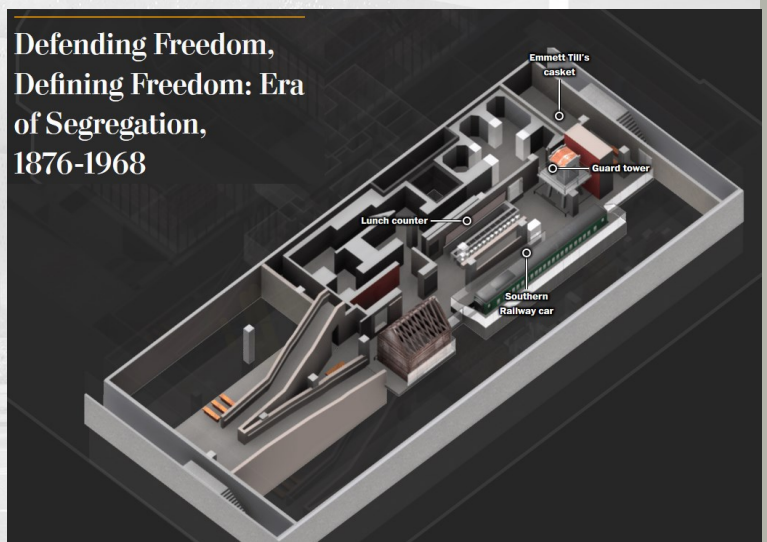 Defending Freedom,
Defining Freedom: Era
of Segregation,
1876-1968
Emmett Till's
casket
Guard tower
Lunch counter
Southern
Railway car